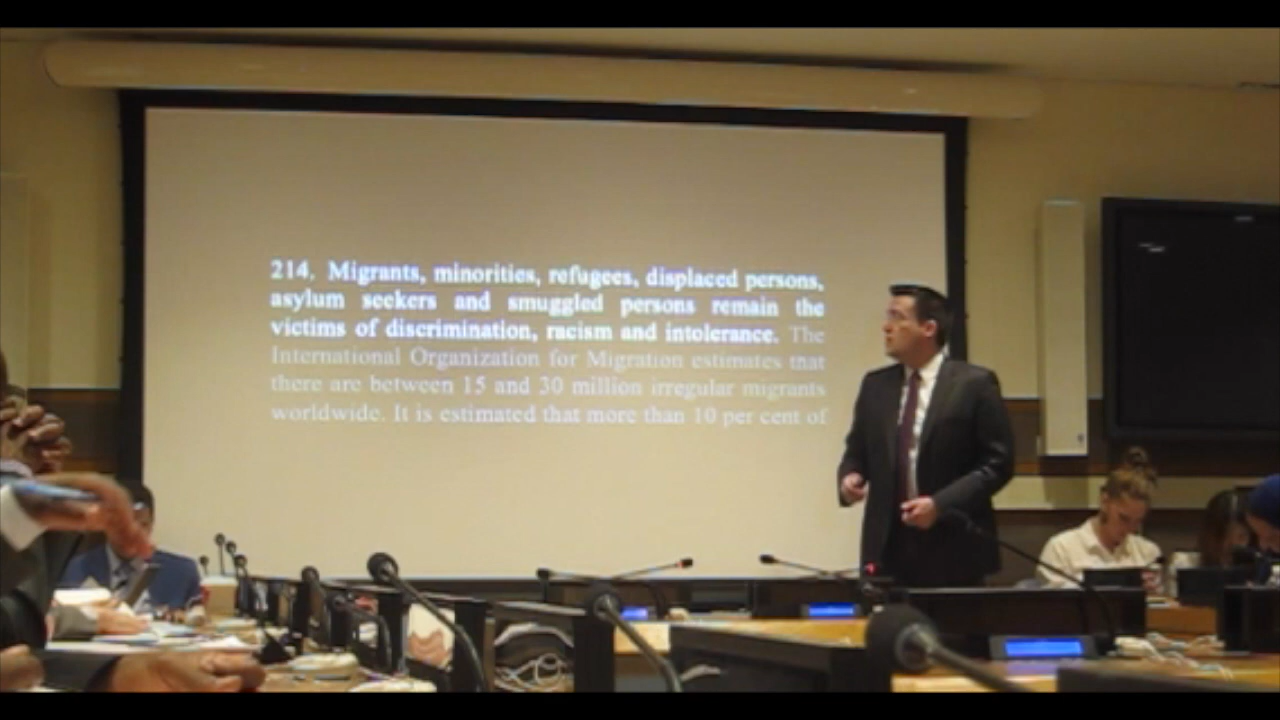 214. Migrants, minorities, refugees, displaced persons,
asylum seekers and smuggled persons remain the
victims of discrimination, racism and intolerance. The
International Organization for Migration estimates that
there are between 15 and 30 million irregular migrants
worldwide. It is estimated that more than 10 per cent of